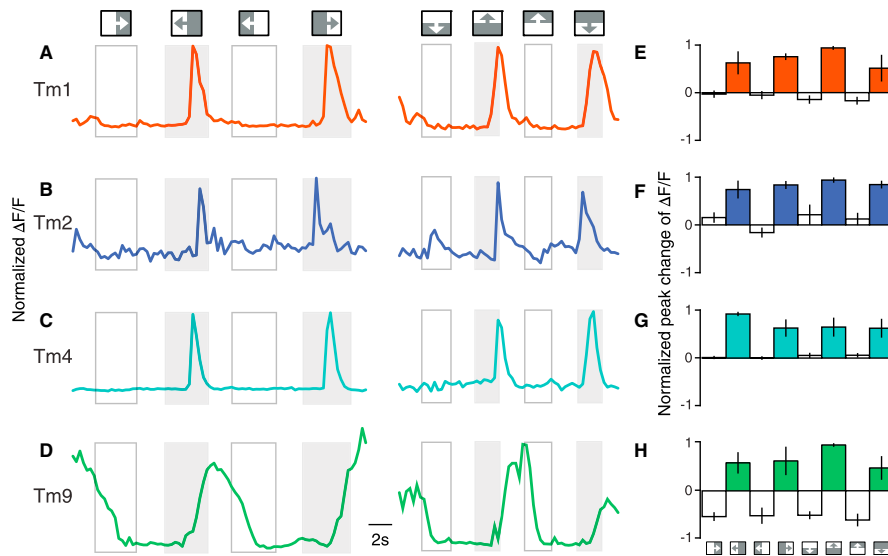 A
Tm1
B
Tm2
C
Tm4
D
Tm9
Normalized ΔF/F
2s
E
1
0
-1
F
1
0
-1
G
1
0
-1
H
1
0
-1
Normalized peak change of ΔF/F